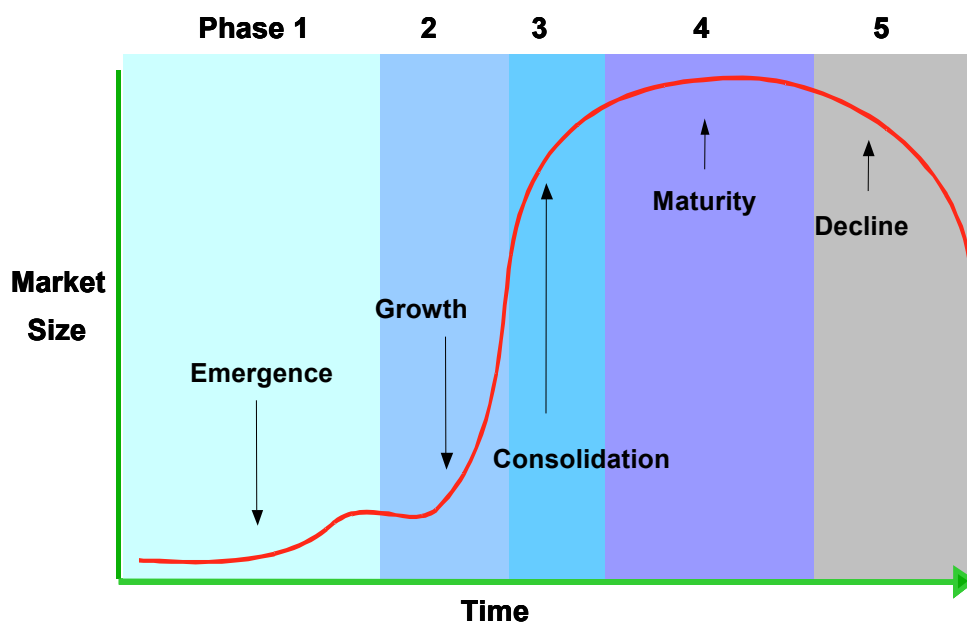 Phase 1 2 3 4 5
Maturity
Decline
Market
Size
Growth
Emergence
Consolidation
Time